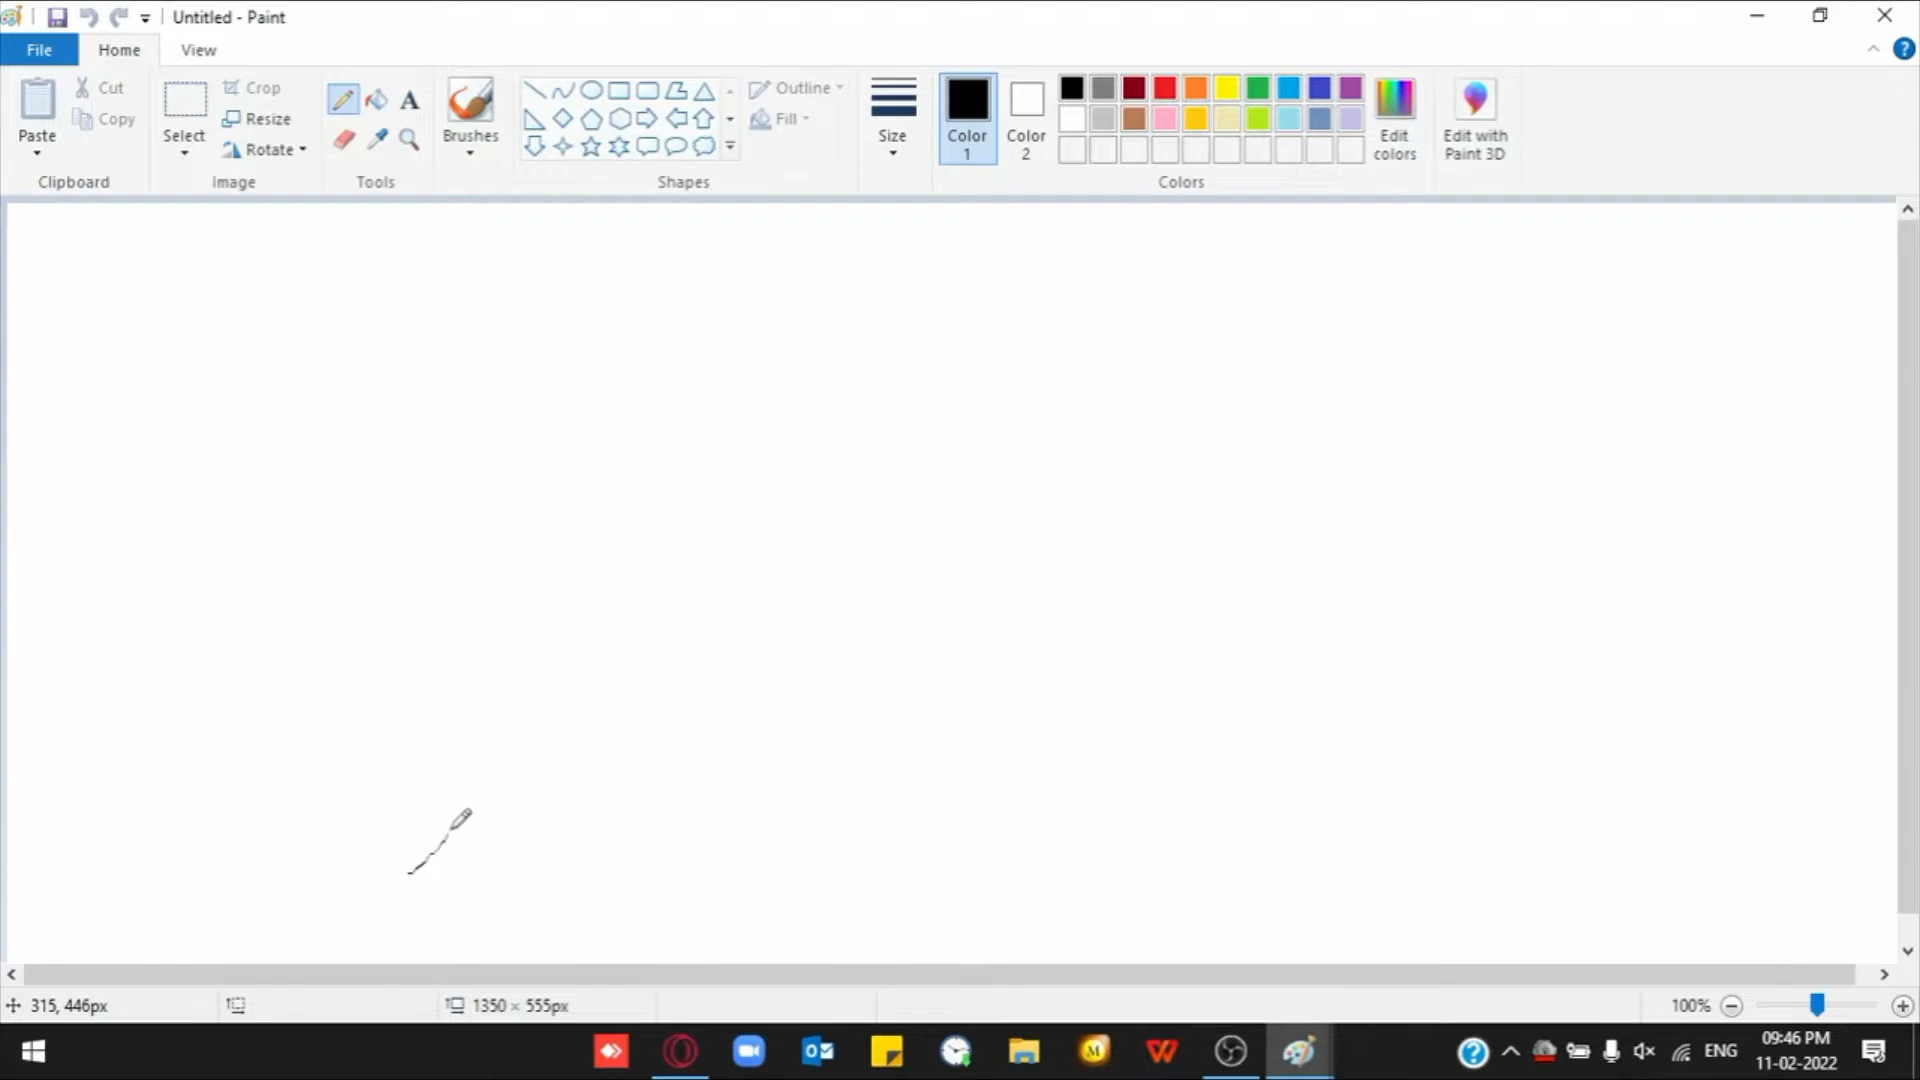 Untitled - Paint
File Home View
Paste Cut Copy
Clipboard
Select Crop Resize Rotate
Image
Tools
Brushes
Shapes
Outline
Fill
Size
Color 1
Color 2
Edit colors
Colors
Edit with Paint 3D
315, 446px
1350 × 555px
100%
ENG
09:46 PM
11-02-2022